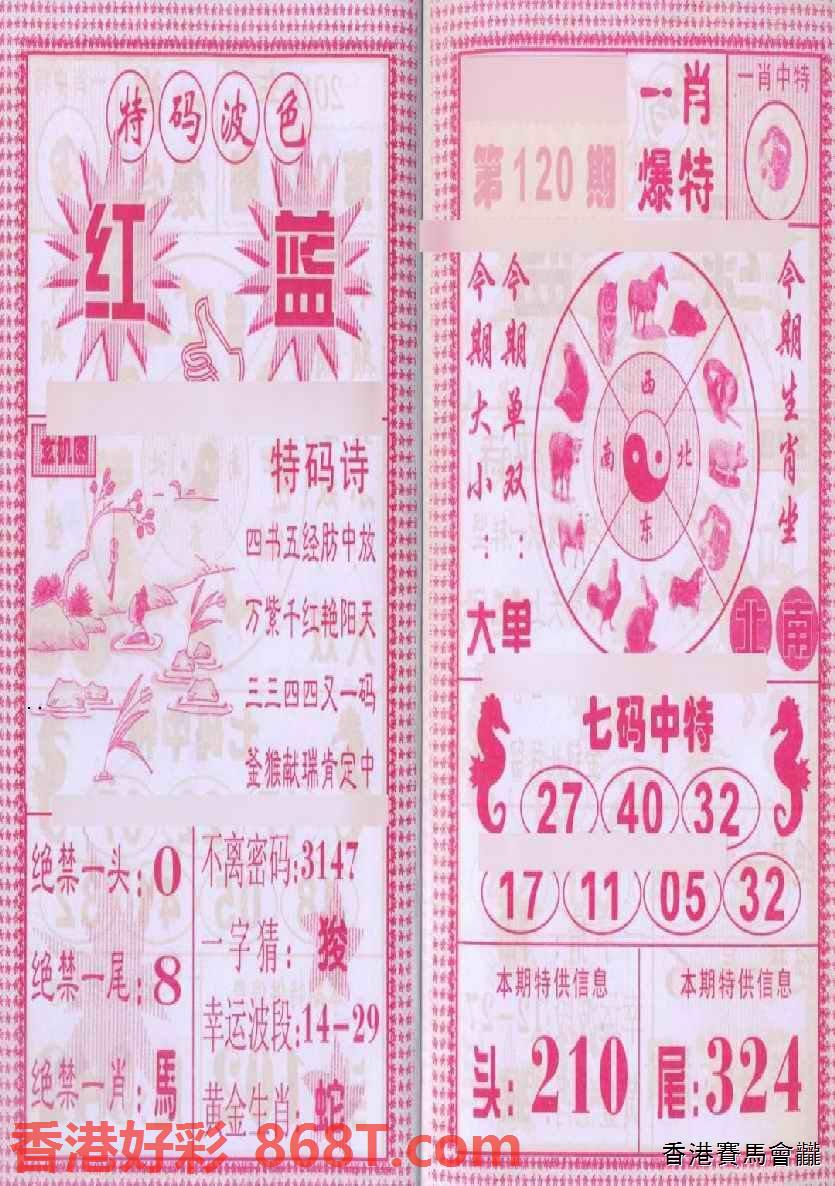 特码波色
红 蓝
玄机图
特码诗
四书五经肪中放
万紫千红艳阳天
三三四四又一码
釜猴献瑞肯定中
绝禁一头:0
绝禁一尾:8
绝禁一肖:馬
不离密码:3147
一字猜:狻
幸运波段:14-29
黄金生肖:蛇
第120期
一肖
爆特
一肖中特
今期大小:
大
今期单双:
单
西
南 北
东
今期生肖坐
北南
七码中特
27 40 32
17 11 05 32
本期特供信息
头:210
本期特供信息
尾:324
香港好彩 868T.com
香港賽馬會